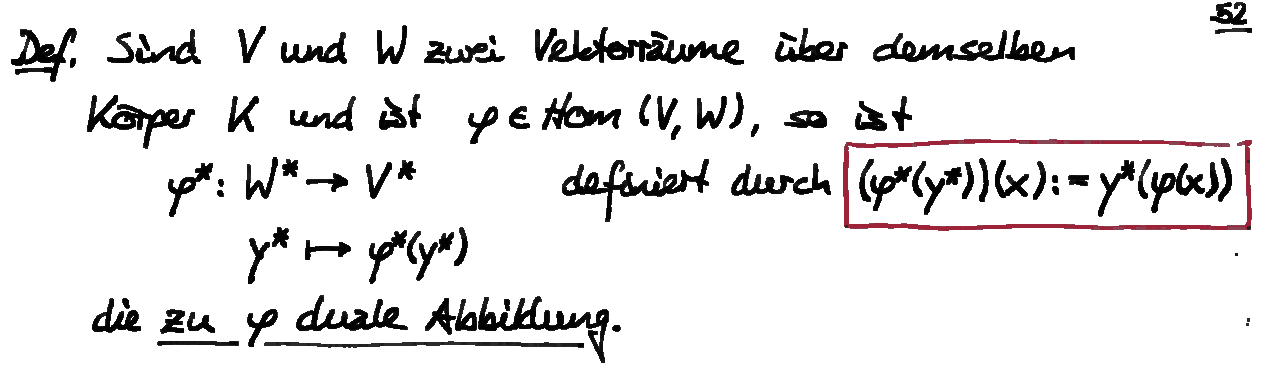 52
Def. Sind V und W zwei Vektorräume über demselben
Körper K und ist φ ∈ Hom (V, W), so ist
φ*: W* → V* definiert durch (φ*(y*))(x) := y*(φ(x))
y* ↦ φ*(y*)
die zu φ duale Abbildung.